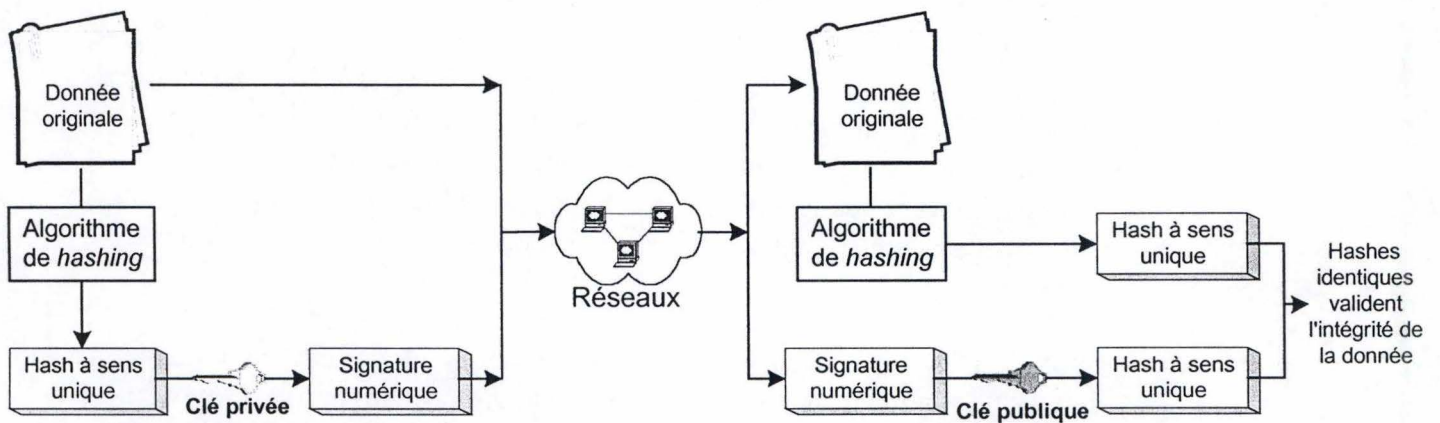 Donnée
originale
Algorithme
de hashing
Hash à sens
unique
Clé privée
Signature
numérique
Réseaux
Donnée
originale
Algorithme
de hashing
Hash à sens
unique
Signature
numérique
Clé publique
Hash à sens
unique
Hashes
identiques
valident
l'intégrité de
la donnée